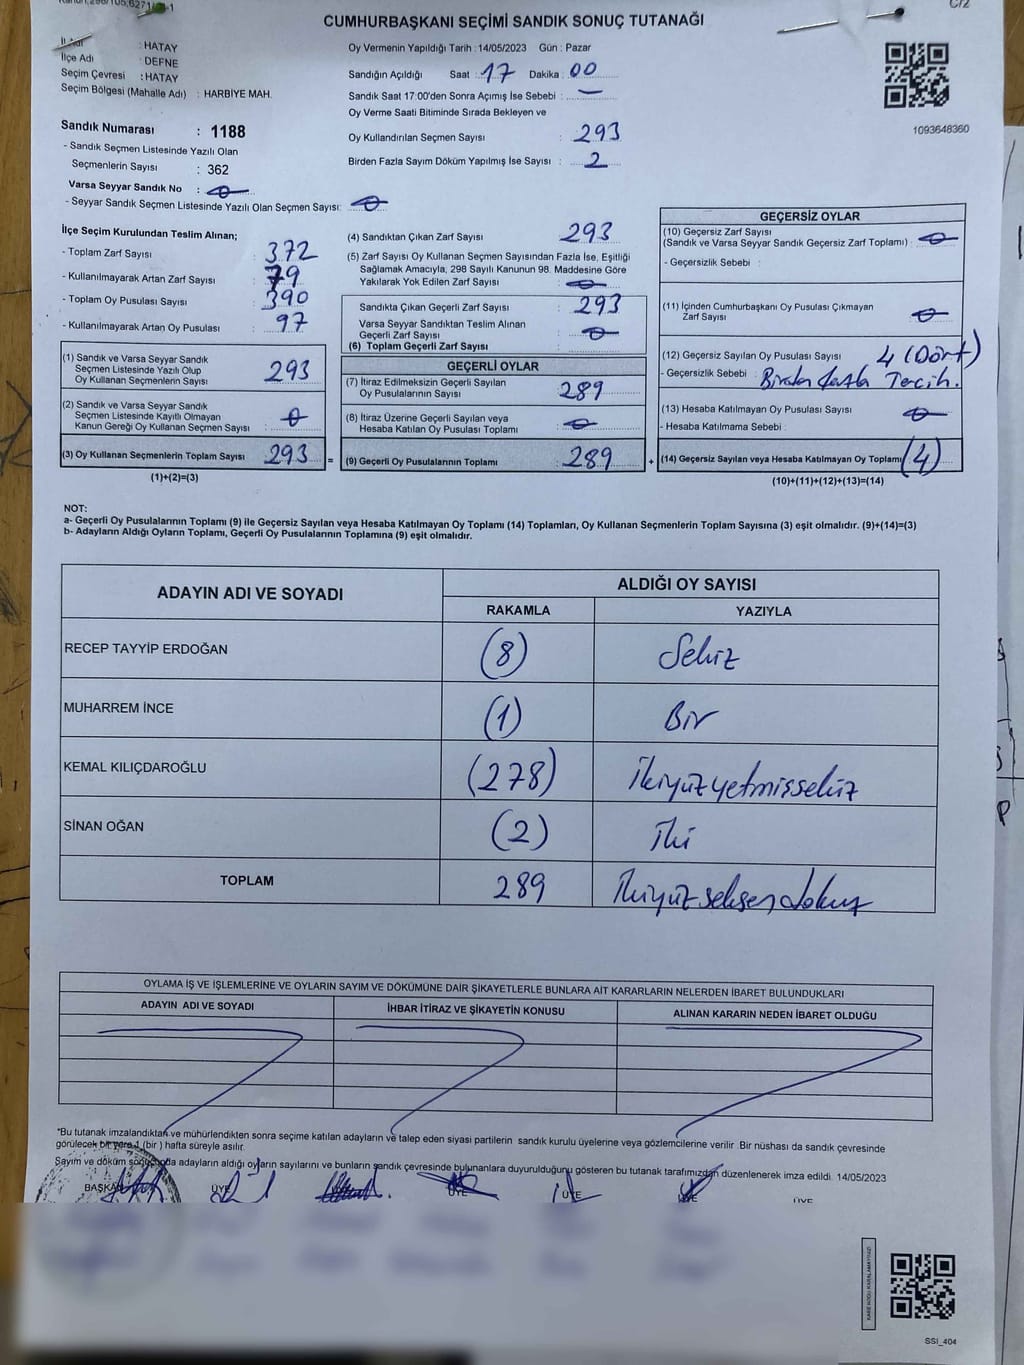 CUMHURBAŞKANI SEÇİMİ SANDIK SONUÇ TUTANAĞI
: HATAY
İlçe Adı : DEFNE
Seçim Çevresi : HATAY
Seçim Bölgesi (Mahalle Adı) : HARBİYE MAH.
Oy Vermenin Yapıldığı Tarih : 14/05/2023 Gün : Pazar
Sandığın Açıldığı Saat : 17 Dakika : 00
Sandık Saat 17:00'den Sonra Açımış İse Sebebi : —
Oy Verme Saati Bitiminde Sırada Bekleyen ve
Oy Kullandırılan Seçmen Sayısı : 293
Birden Fazla Sayım Döküm Yapılmış İse Sayısı : 2
1093648360
Sandık Numarası : 1188
- Sandık Seçmen Listesinde Yazılı Olan
Seçmenlerin Sayısı : 362
Varsa Seyyar Sandık No : 0
- Seyyar Sandık Seçmen Listesinde Yazılı Olan Seçmen Sayısı: 0
İlçe Seçim Kurulundan Teslim Alınan;
- Toplam Zarf Sayısı : 372
- Kullanılmayarak Artan Zarf Sayısı : 79
- Toplam Oy Pusulası Sayısı : 390
- Kullanılmayarak Artan Oy Pusulası : 97
(1) Sandık ve Varsa Seyyar Sandık
Seçmen Listesinde Yazılı Olup
Oy Kullanan Seçmenlerin Sayısı : 293
(2) Sandık ve Varsa Seyyar Sandık
Seçmen Listesinde Kayıtlı Olmayan
Kanun Gereği Oy Kullanan Seçmen Sayısı : 0
(3) Oy Kullanan Seçmenlerin Toplam Sayısı : 293 =
(1)+(2)=(3)
(4) Sandıktan Çıkan Zarf Sayısı : 293
(5) Zarf Sayısı Oy Kullanan Seçmen Sayısından Fazla İse, Eşitliği
Sağlamak Amacıyla, 298 Sayılı Kanunun 98. Maddesine Göre
Yakılarak Yok Edilen Zarf Sayısı : 0
Sandıkta Çıkan Geçerli Zarf Sayısı : 293
Varsa Seyyar Sandıktan Teslim Alınan
Geçerli Zarf Sayısı : 0
(6) Toplam Geçerli Zarf Sayısı :
GEÇERLİ OYLAR
(7) İtiraz Edilmeksizin Geçerli Sayılan
Oy Pusulalarının Sayısı : 289
(8) İtiraz Üzerine Geçerli Sayılan veya
Hesaba Katılan Oy Pusulası Toplamı : 0
(9) Geçerli Oy Pusulalarının Toplamı : 289 +
GEÇERSİZ OYLAR
(10) Geçersiz Zarf Sayısı
(Sandık ve Varsa Seyyar Sandık Geçersiz Zarf Toplamı) : 0
- Geçersizlik Sebebi :
(11) İçinden Cumhurbaşkanı Oy Pusulası Çıkmayan
Zarf Sayısı : 0
(12) Geçersiz Sayılan Oy Pusulası Sayısı : 4 (Dört)
- Geçersizlik Sebebi : Birden fazla Tercih.
(13) Hesaba Katılmayan Oy Pusulası Sayısı : 0
- Hesaba Katılmama Sebebi :
(14) Geçersiz Sayılan veya Hesaba Katılmayan Oy Toplamı (4)
(10)+(11)+(12)+(13)=(14)
NOT:
a- Geçerli Oy Pusulalarının Toplamı (9) ile Geçersiz Sayılan veya Hesaba Katılmayan Oy Toplamı (14) Toplamları, Oy Kullanan Seçmenlerin Toplam Sayısına (3) eşit olmalıdır. (9)+(14)=(3)
b- Adayların Aldığı Oyların Toplamı, Geçerli Oy Pusulalarının Toplamına (9) eşit olmalıdır.
ADAYIN ADI VE SOYADI
ALDIĞI OY SAYISI
RAKAMLA YAZIYLA
RECEP TAYYİP ERDOĞAN (8) Sekiz
MUHARREM İNCE (1) Bir
KEMAL KILIÇDAROĞLU (278) ikiyüzyetmişsekiz
SİNAN OĞAN (2) iki
TOPLAM 289 ikiyüzseksendokuz
OYLAMA İŞ VE İŞLEMLERİNE VE OYLARIN SAYIM VE DÖKÜMÜNE DAİR ŞİKAYETLERLE BUNLARA AİT KARARLARIN NELERDEN İBARET BULUNDUKLARI
ADAYIN ADI VE SOYADI İHBAR İTİRAZ VE ŞİKAYETİN KONUSU ALINAN KARARIN NEDEN İBARET OLDUĞU
*Bu tutanak imzalandıktan ve mühürlendikten sonra seçime katılan adayların ve talep eden siyasi partilerin sandık kurulu üyelerine veya gözlemcilerine verilir. Bir nüshası da sandık çevresinde
görülecek bir yere 1 (bir) hafta süreyle asılır.
Sayım ve döküm sonucunda adayların aldığı oyların sayılarını ve bunların sandık çevresinde bulunanlara duyurulduğunu gösteren bu tutanak tarafımızdan düzenlenerek imza edildi. 14/05/2023
BAŞKAN ÜYE ÜYE ÜYE ÜYE ÜYE
SSI_404